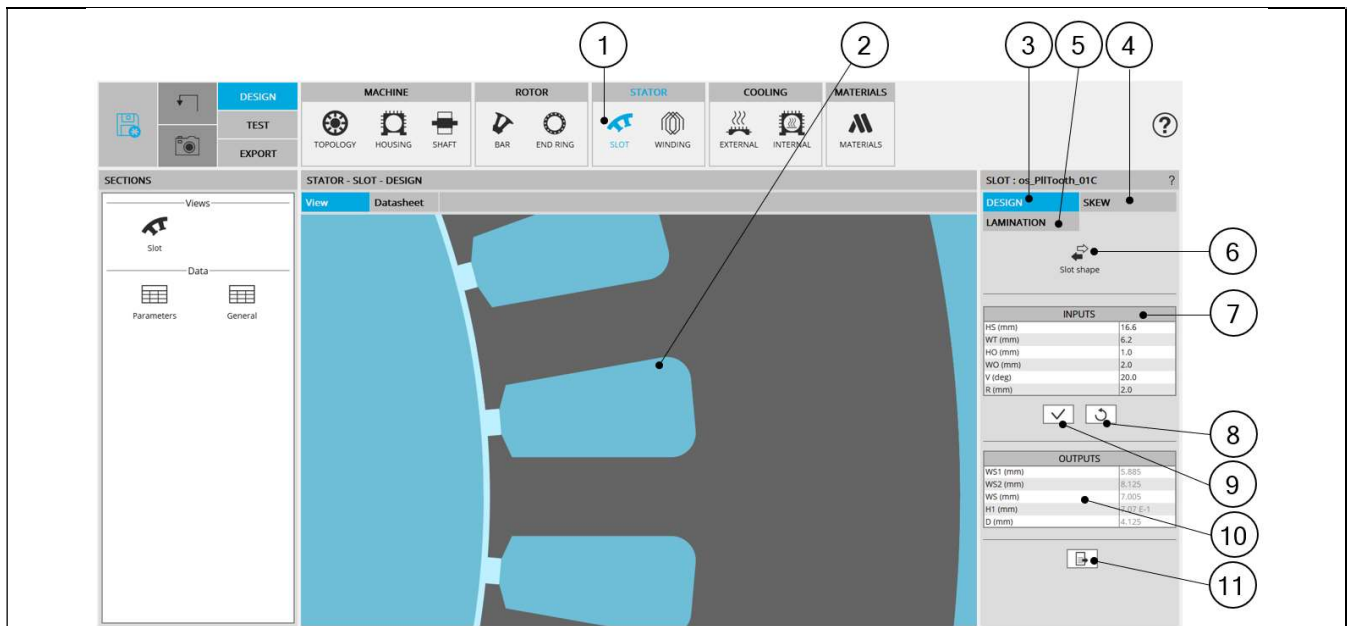 1
2
3
5
4
DESIGN
TEST
EXPORT
MACHINE
ROTOR
STATOR
COOLING
MATERIALS
TOPOLOGY
HOUSING
SHAFT
BAR
END RING
SLOT
WINDING
EXTERNAL
INTERNAL
MATERIALS
?
SECTIONS
STATOR - SLOT - DESIGN
SLOT : os_PllTooth_01C
?
Views
View
Datasheet
DESIGN
SKEW
LAMINATION
Slot
Data
Parameters
General
Slot shape
6
INPUTS
7
HS (mm) 16.6
WT (mm) 6.2
HO (mm) 1.0
WO (mm) 2.0
V (deg) 20.0
R (mm) 2.0
8
9
OUTPUTS
WS1 (mm) 5.885
WS2 (mm) 8.125
WS (mm) 7.005
H1 (mm) 7.07 E-1
D (mm) 4.125
10
11